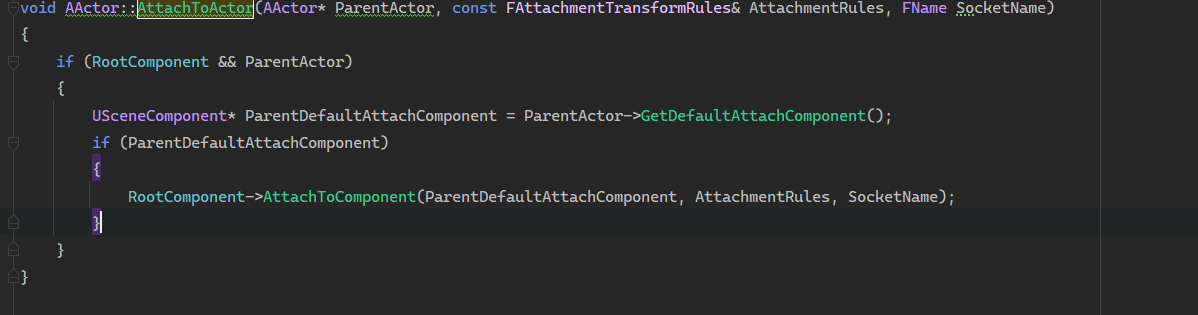 void AActor::AttachToActor(AActor* ParentActor, const FAttachmentTransformRules& AttachmentRules, FName SocketName)
{
    if (RootComponent && ParentActor)
    {
        USceneComponent* ParentDefaultAttachComponent = ParentActor->GetDefaultAttachComponent();
        if (ParentDefaultAttachComponent)
        {
            RootComponent->AttachToComponent(ParentDefaultAttachComponent, AttachmentRules, SocketName);
        }
    }
}